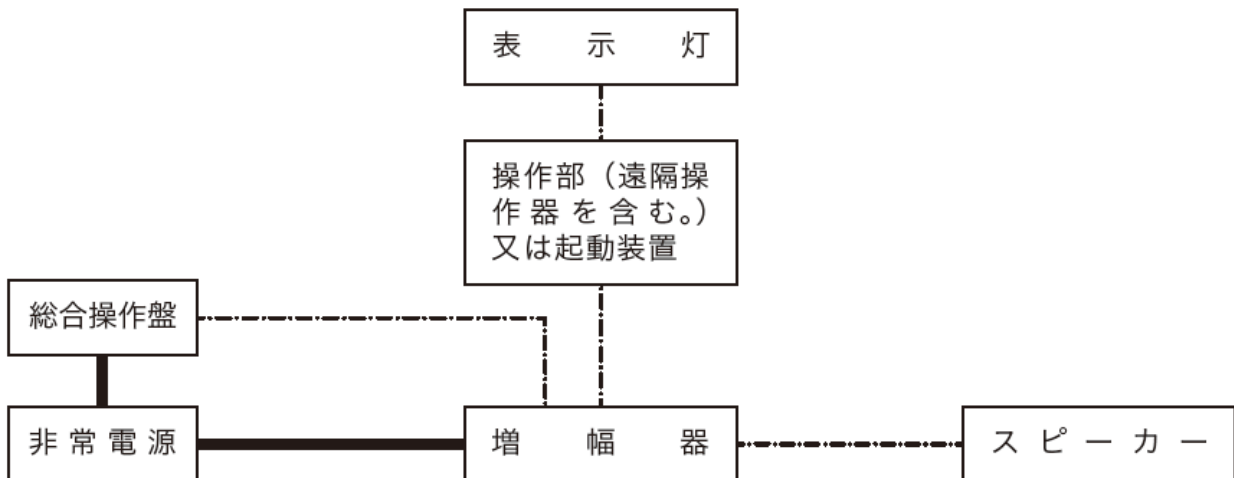 表示灯
操作部（遠隔操
作器を含む。）
又は起動装置
総合操作盤
非常電源
増幅器
スピーカー